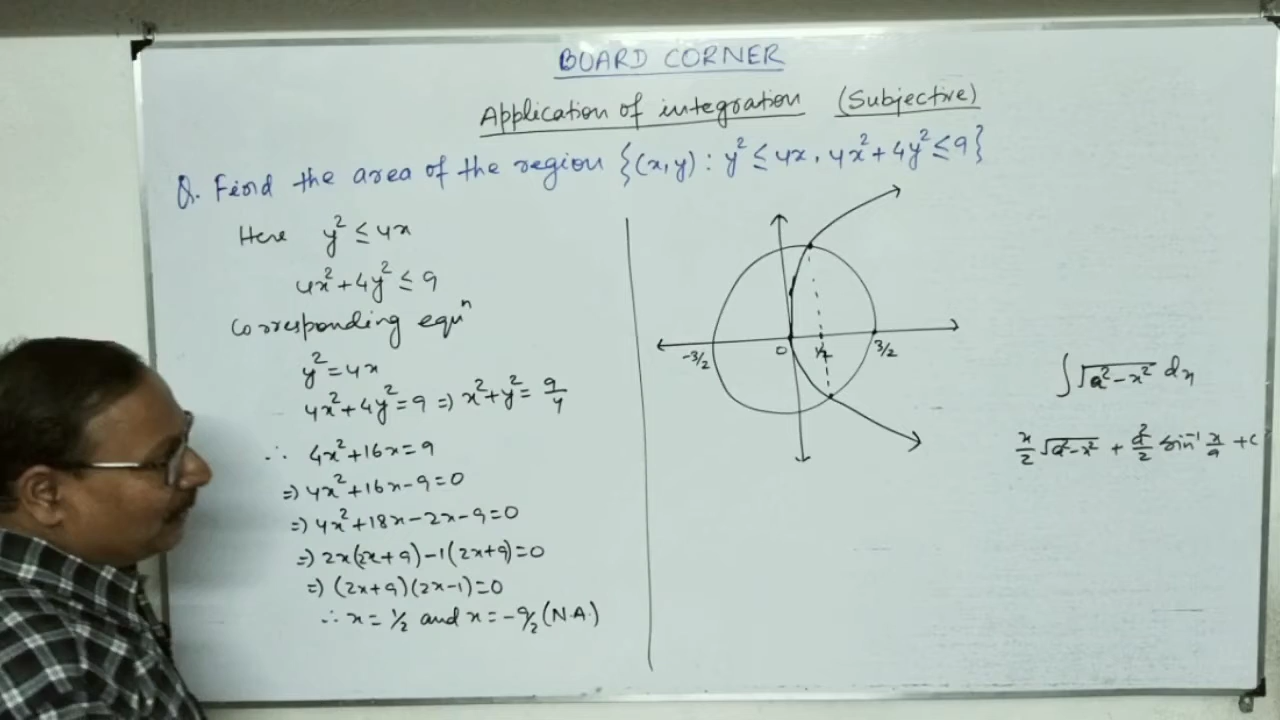 BOARD CORNER
Application of integration (Subjective)
Q. Find the area of the region {(x,y) : y² ≤ 4x, 4x² + 4y² ≤ 9}
Here y² ≤ 4x
4x² + 4y² ≤ 9
Corresponding equⁿ
y² = 4x
4x² + 4y² = 9 ⇒ x² + y² = 9/4
∴ 4x² + 16x = 9
⇒ 4x² + 16x - 9 = 0
⇒ 4x² + 18x - 2x - 9 = 0
⇒ 2x(2x + 9) - 1(2x + 9) = 0
⇒ (2x + 9)(2x - 1) = 0
∴ x = 1/2 and x = -9/2 (N.A.)
-3/2 0 1/2 3/2
∫ √a² - x² dx
x/2 √a² - x² + a²/2 sin⁻¹ x/a + c